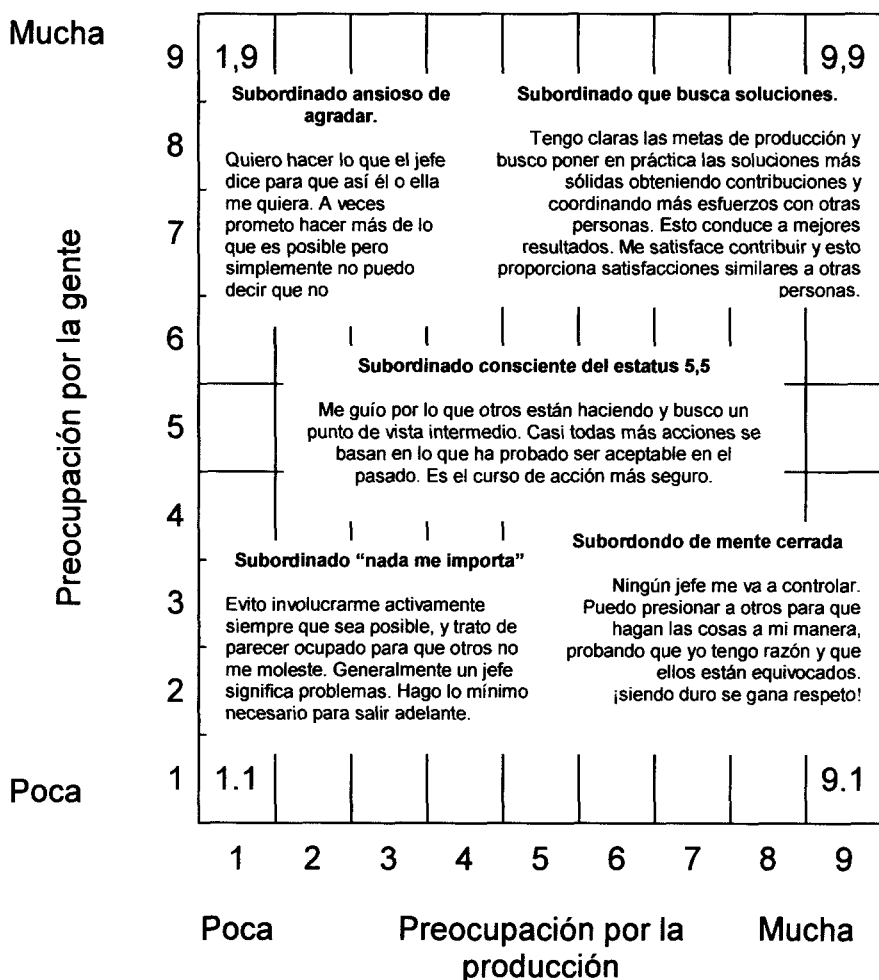 Mucha
9
1,9
9,9
Subordinado ansioso de
agradar.
Quiero hacer lo que el jefe
dice para que así él o ella
me quiera. A veces
prometo hacer más de lo
que es posible pero
simplemente no puedo
decir que no
Subordinado que busca soluciones.
Tengo claras las metas de producción y
busco poner en práctica las soluciones más
sólidas obteniendo contribuciones y
coordinando más esfuerzos con otras
personas. Esto conduce a mejores
resultados. Me satisface contribuir y esto
proporciona satisfacciones similares a otras
personas.
8
7
Preocupación por la gente
6
Subordinado consciente del estatus 5,5
Me guío por lo que otros están haciendo y busco un
punto de vista intermedio. Casi todas más acciones se
basan en lo que ha probado ser aceptable en el
pasado. Es el curso de acción más seguro.
5
4
Subordinado “nada me importa”
Evito involucrarme activamente
siempre que sea posible, y trato de
parecer ocupado para que otros no
me moleste. Generalmente un jefe
significa problemas. Hago lo mínimo
necesario para salir adelante.
Subordondo de mente cerrada
Ningún jefe me va a controlar.
Puedo presionar a otros para que
hagan las cosas a mi manera,
probando que yo tengo razón y que
ellos están equivocados.
¡siendo duro se gana respeto!
3
2
Poca
1
1.1
9.1
1 2 3 4 5 6 7 8 9
Poca Preocupación por la Mucha
producción